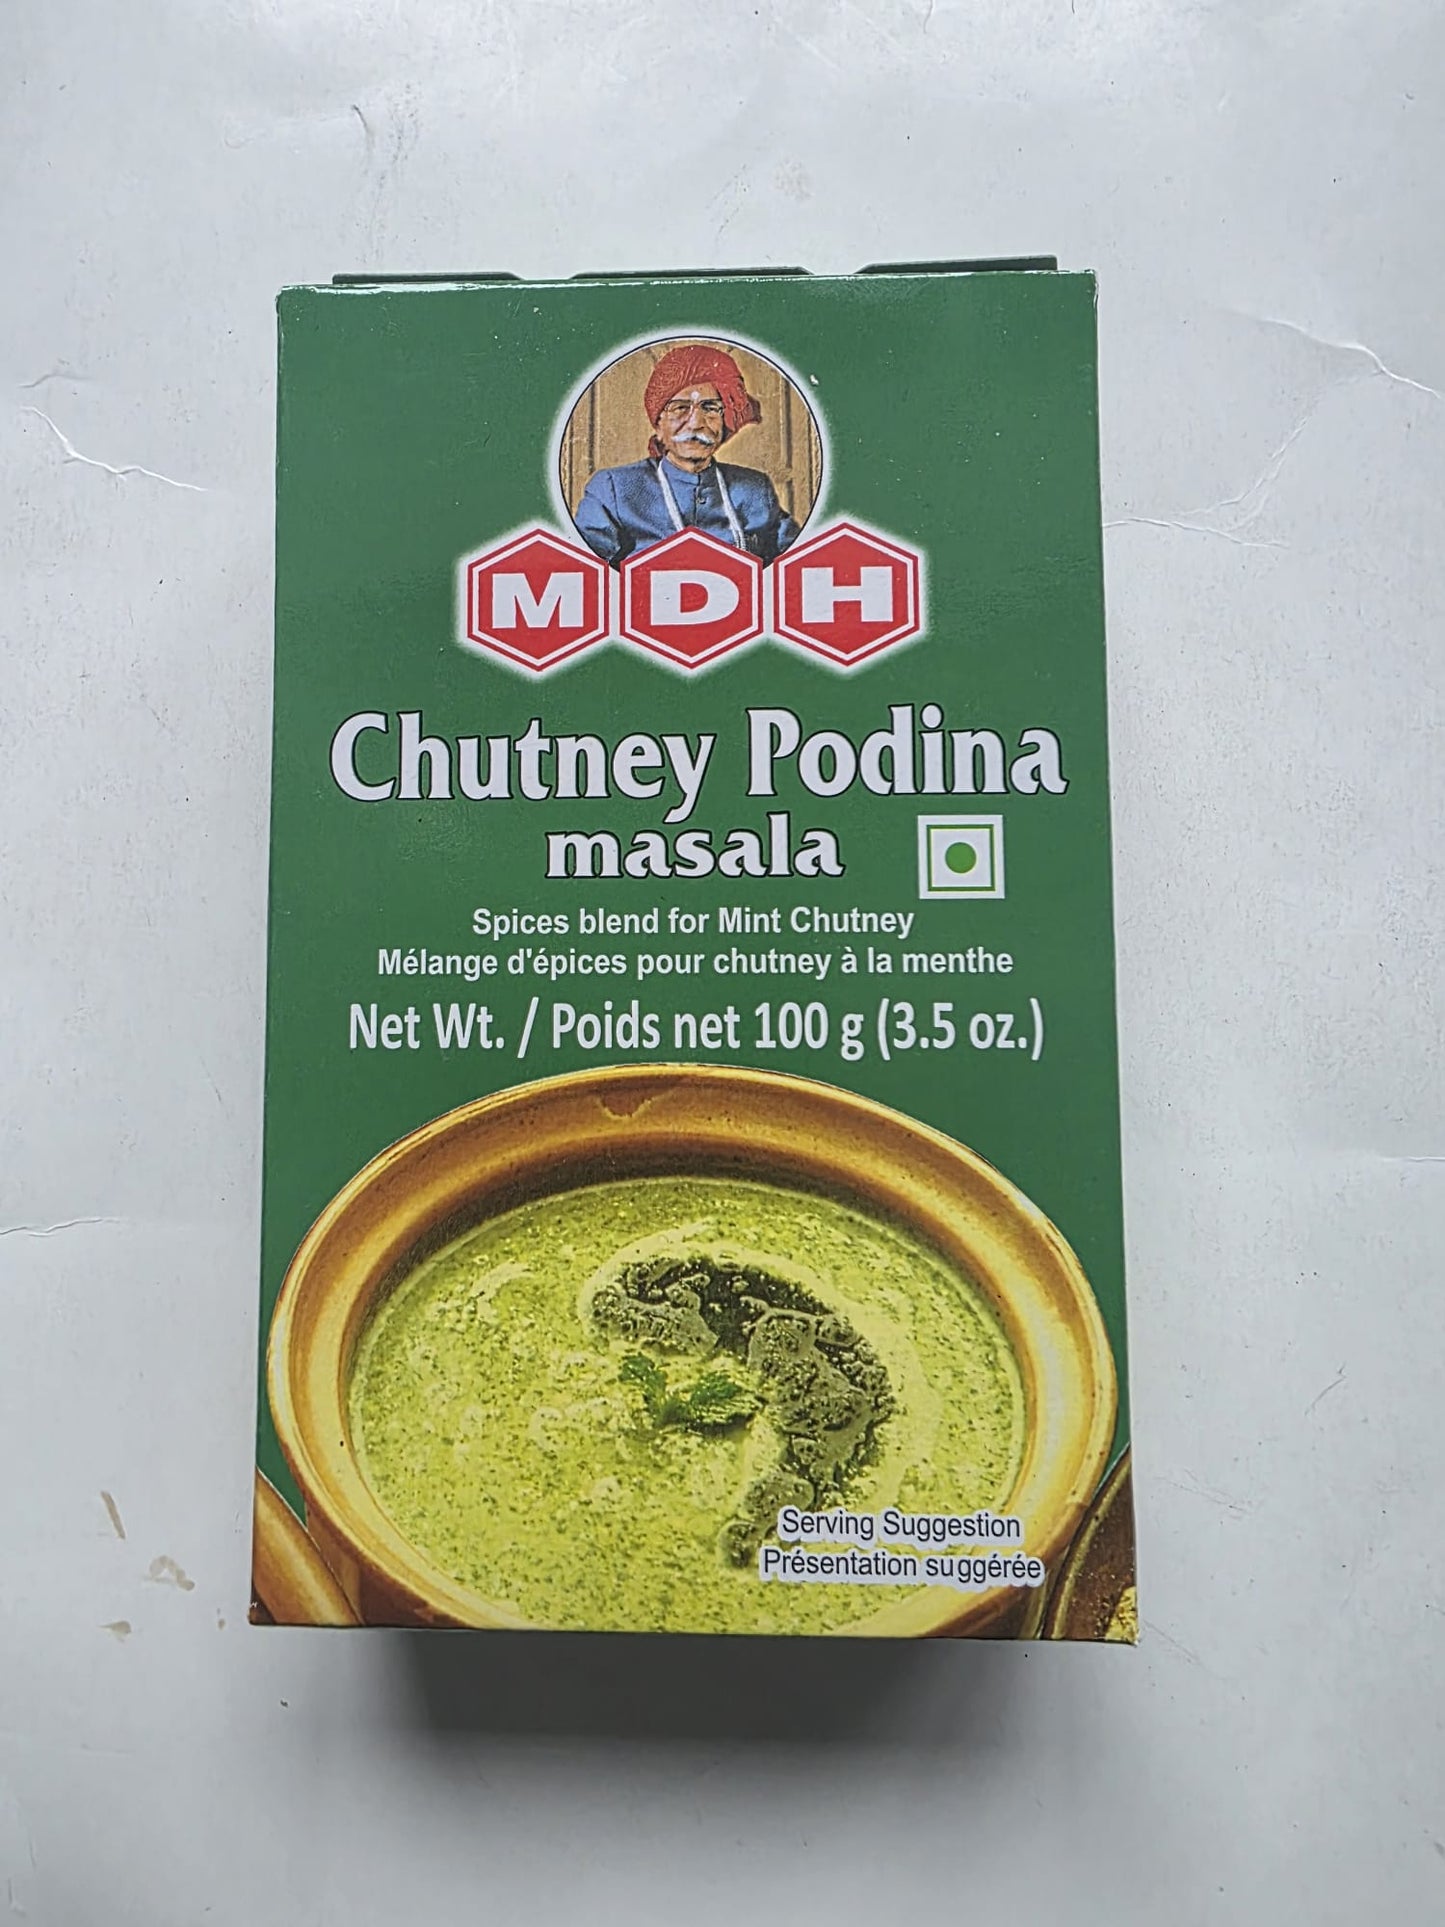 MDH
Chutney Podina
masala
Spices blend for Mint Chutney
Mélange d'épices pour chutney à la menthe
Net Wt. / Poids net 100 g (3.5 oz.)
Serving Suggestion
Présentation suggérée